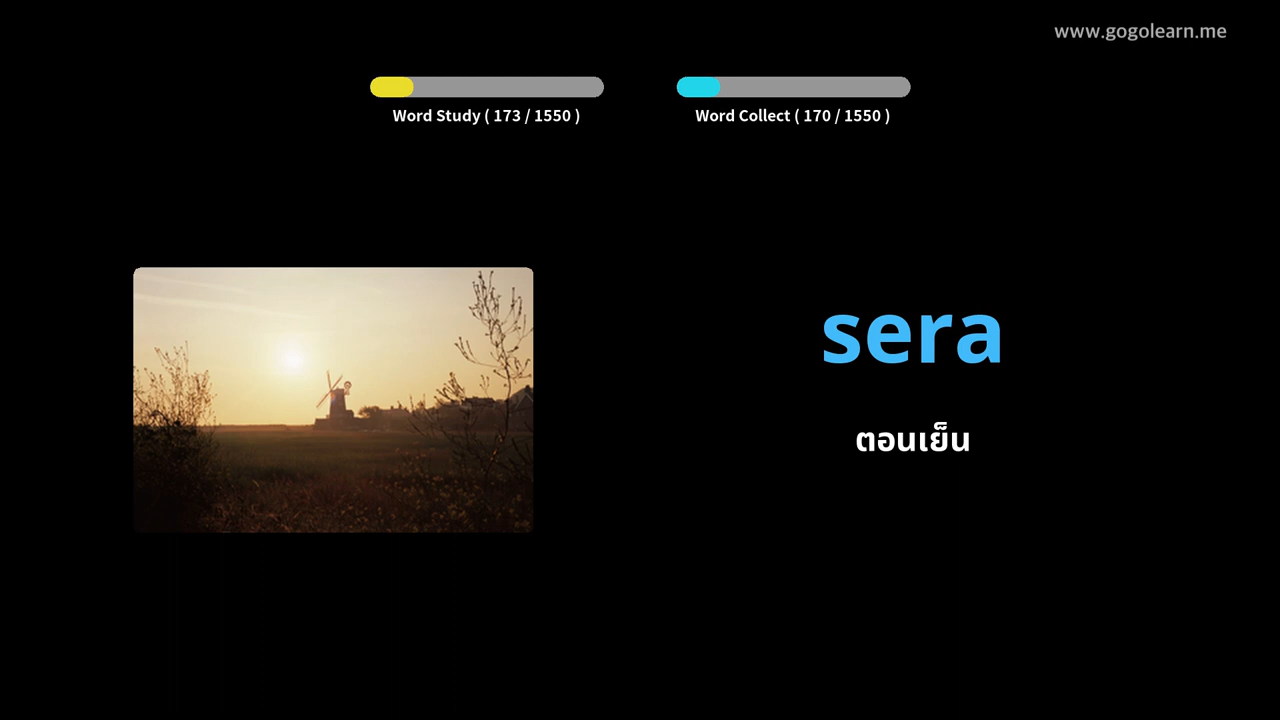 www.gogolearn.me
Word Study ( 173 / 1550 )
Word Collect ( 170 / 1550 )
sera
ตอนเย็น